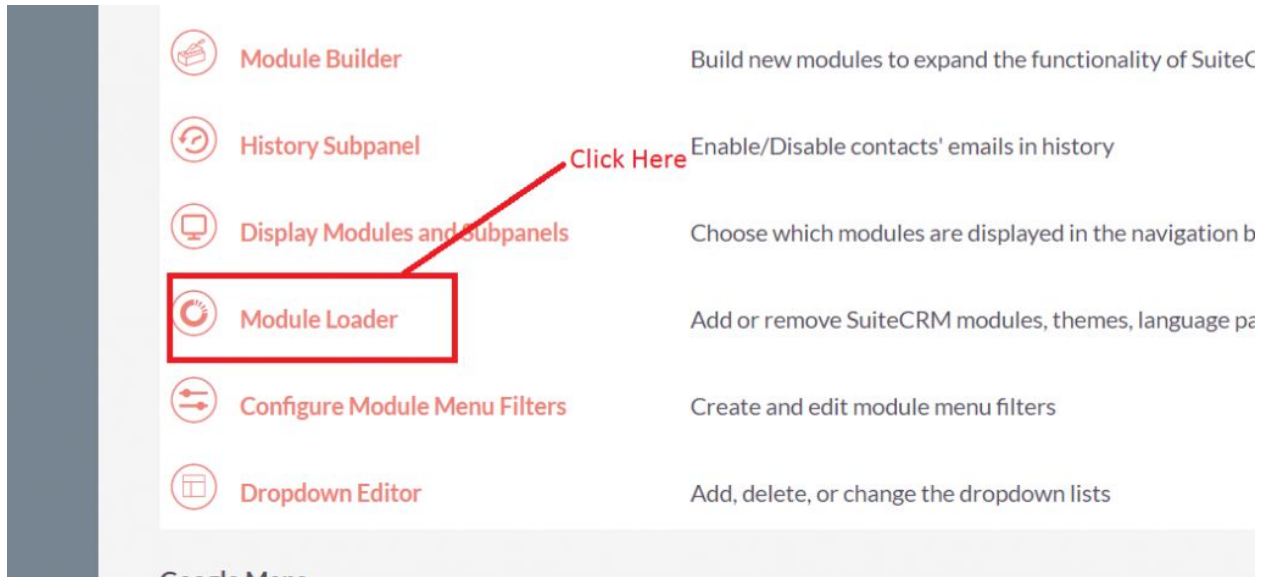 Module Builder Build new modules to expand the functionality of SuiteC
History Subpanel Enable/Disable contacts' emails in history
Click Here
Display Modules and Subpanels Choose which modules are displayed in the navigation b
Module Loader Add or remove SuiteCRM modules, themes, language pa
Configure Module Menu Filters Create and edit module menu filters
Dropdown Editor Add, delete, or change the dropdown lists
Google Maps